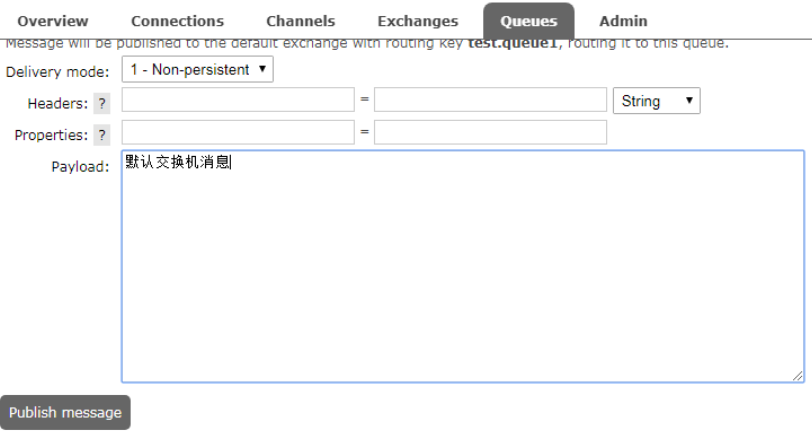 Overview Connections Channels Exchanges Queues Admin
Message will be published to the default exchange with routing key test.queue1, routing it to this queue.
Delivery mode: 1 - Non-persistent
Headers: ? = String
Properties: ? =
Payload: 默认交换机消息
Publish message